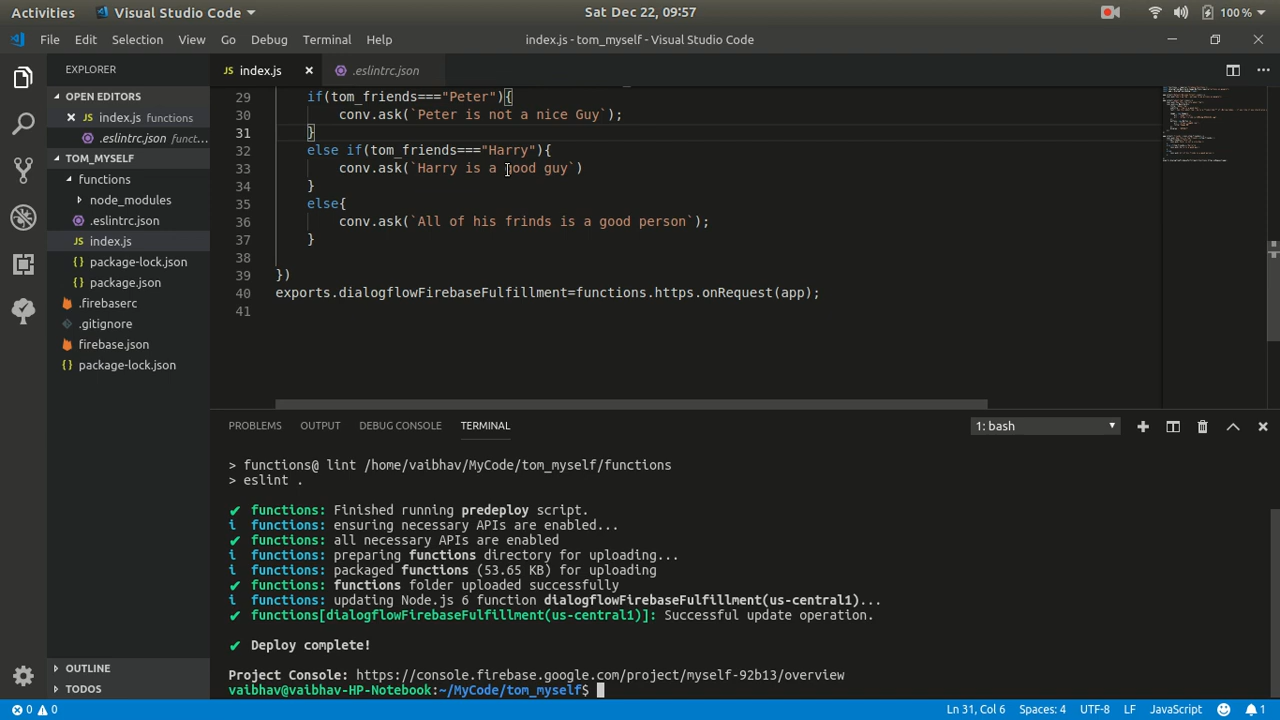 Activities Visual Studio Code Sat Dec 22, 09:57 100 %
File Edit Selection View Go Debug Terminal Help index.js - tom_myself - Visual Studio Code
EXPLORER JS index.js .eslintrc.json
OPEN EDITORS
index.js functions
.eslintrc.json funct...
TOM_MYSELF
functions
node_modules
.eslintrc.json
JS index.js
{} package-lock.json
{} package.json
.firebaserc
.gitignore
firebase.json
{} package-lock.json
OUTLINE
TODOS
29 if(tom_friends==="Peter"){
30 conv.ask(`Peter is not a nice Guy`);
31 }
32 else if(tom_friends==="Harry"){
33 conv.ask(`Harry is a good guy`)
34 }
35 else{
36 conv.ask(`All of his frinds is a good person`);
37 }
38
39 })
40 exports.dialogflowFirebaseFulfillment=functions.https.onRequest(app);
41
PROBLEMS OUTPUT DEBUG CONSOLE TERMINAL 1: bash
> functions@ lint /home/vaibhav/MyCode/tom_myself/functions
> eslint .
✔ functions: Finished running predeploy script.
i functions: ensuring necessary APIs are enabled...
✔ functions: all necessary APIs are enabled
i functions: preparing functions directory for uploading...
i functions: packaged functions (53.65 KB) for uploading
✔ functions: functions folder uploaded successfully
i functions: updating Node.js 6 function dialogflowFirebaseFulfillment(us-central1)...
✔ functions[dialogflowFirebaseFulfillment(us-central1)]: Successful update operation.
✔ Deploy complete!
Project Console: https://console.firebase.google.com/project/myself-92b13/overview
vaibhav@vaibhav-HP-Notebook:~/MyCode/tom_myself$
0 0 Ln 31, Col 6 Spaces: 4 UTF-8 LF JavaScript 1